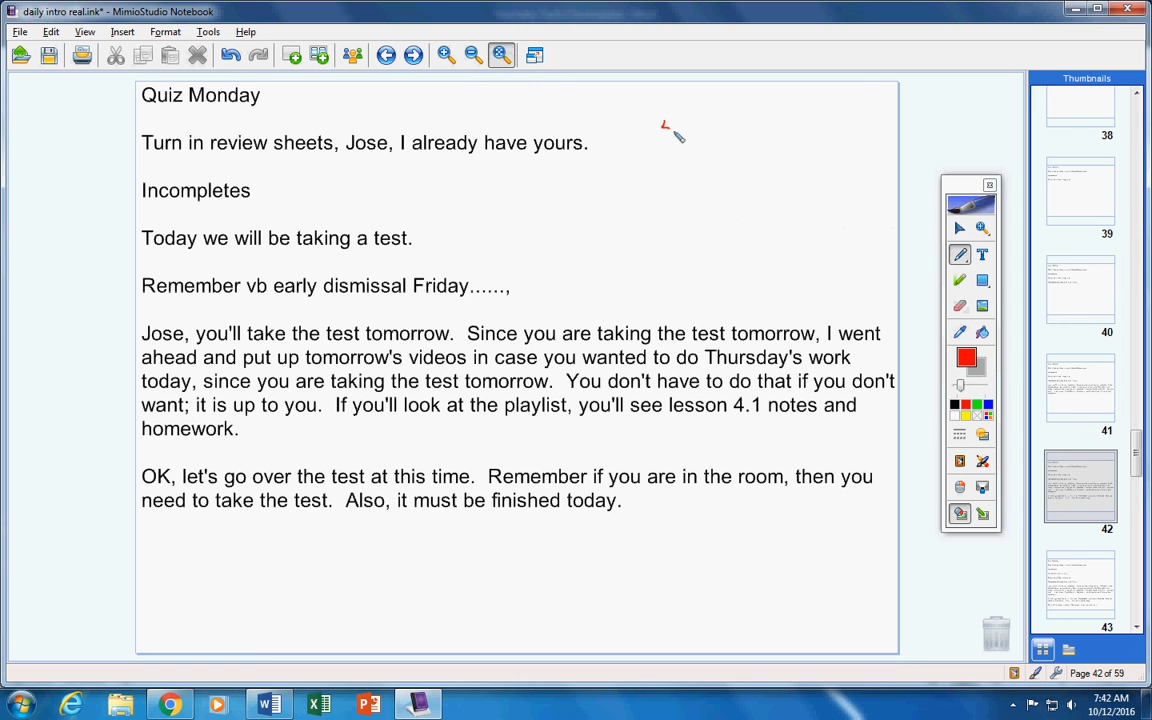 daily intro real.ink* - MimioStudio Notebook
File Edit View Insert Format Tools Help
Thumbnails
Quiz Monday
Turn in review sheets, Jose, I already have yours.
Incompletes
Today we will be taking a test.
Remember vb early dismissal Friday......,
Jose, you'll take the test tomorrow.  Since you are taking the test tomorrow, I went
ahead and put up tomorrow's videos in case you wanted to do Thursday's work
today, since you are taking the test tomorrow.  You don't have to do that if you don't
want; it is up to you.  If you'll look at the playlist, you'll see lesson 4.1 notes and
homework.
OK, let's go over the test at this time.  Remember if you are in the room, then you
need to take the test.  Also, it must be finished today.
38
39
40
41
42
43
Page 42 of 59
7:42 AM
10/12/2016